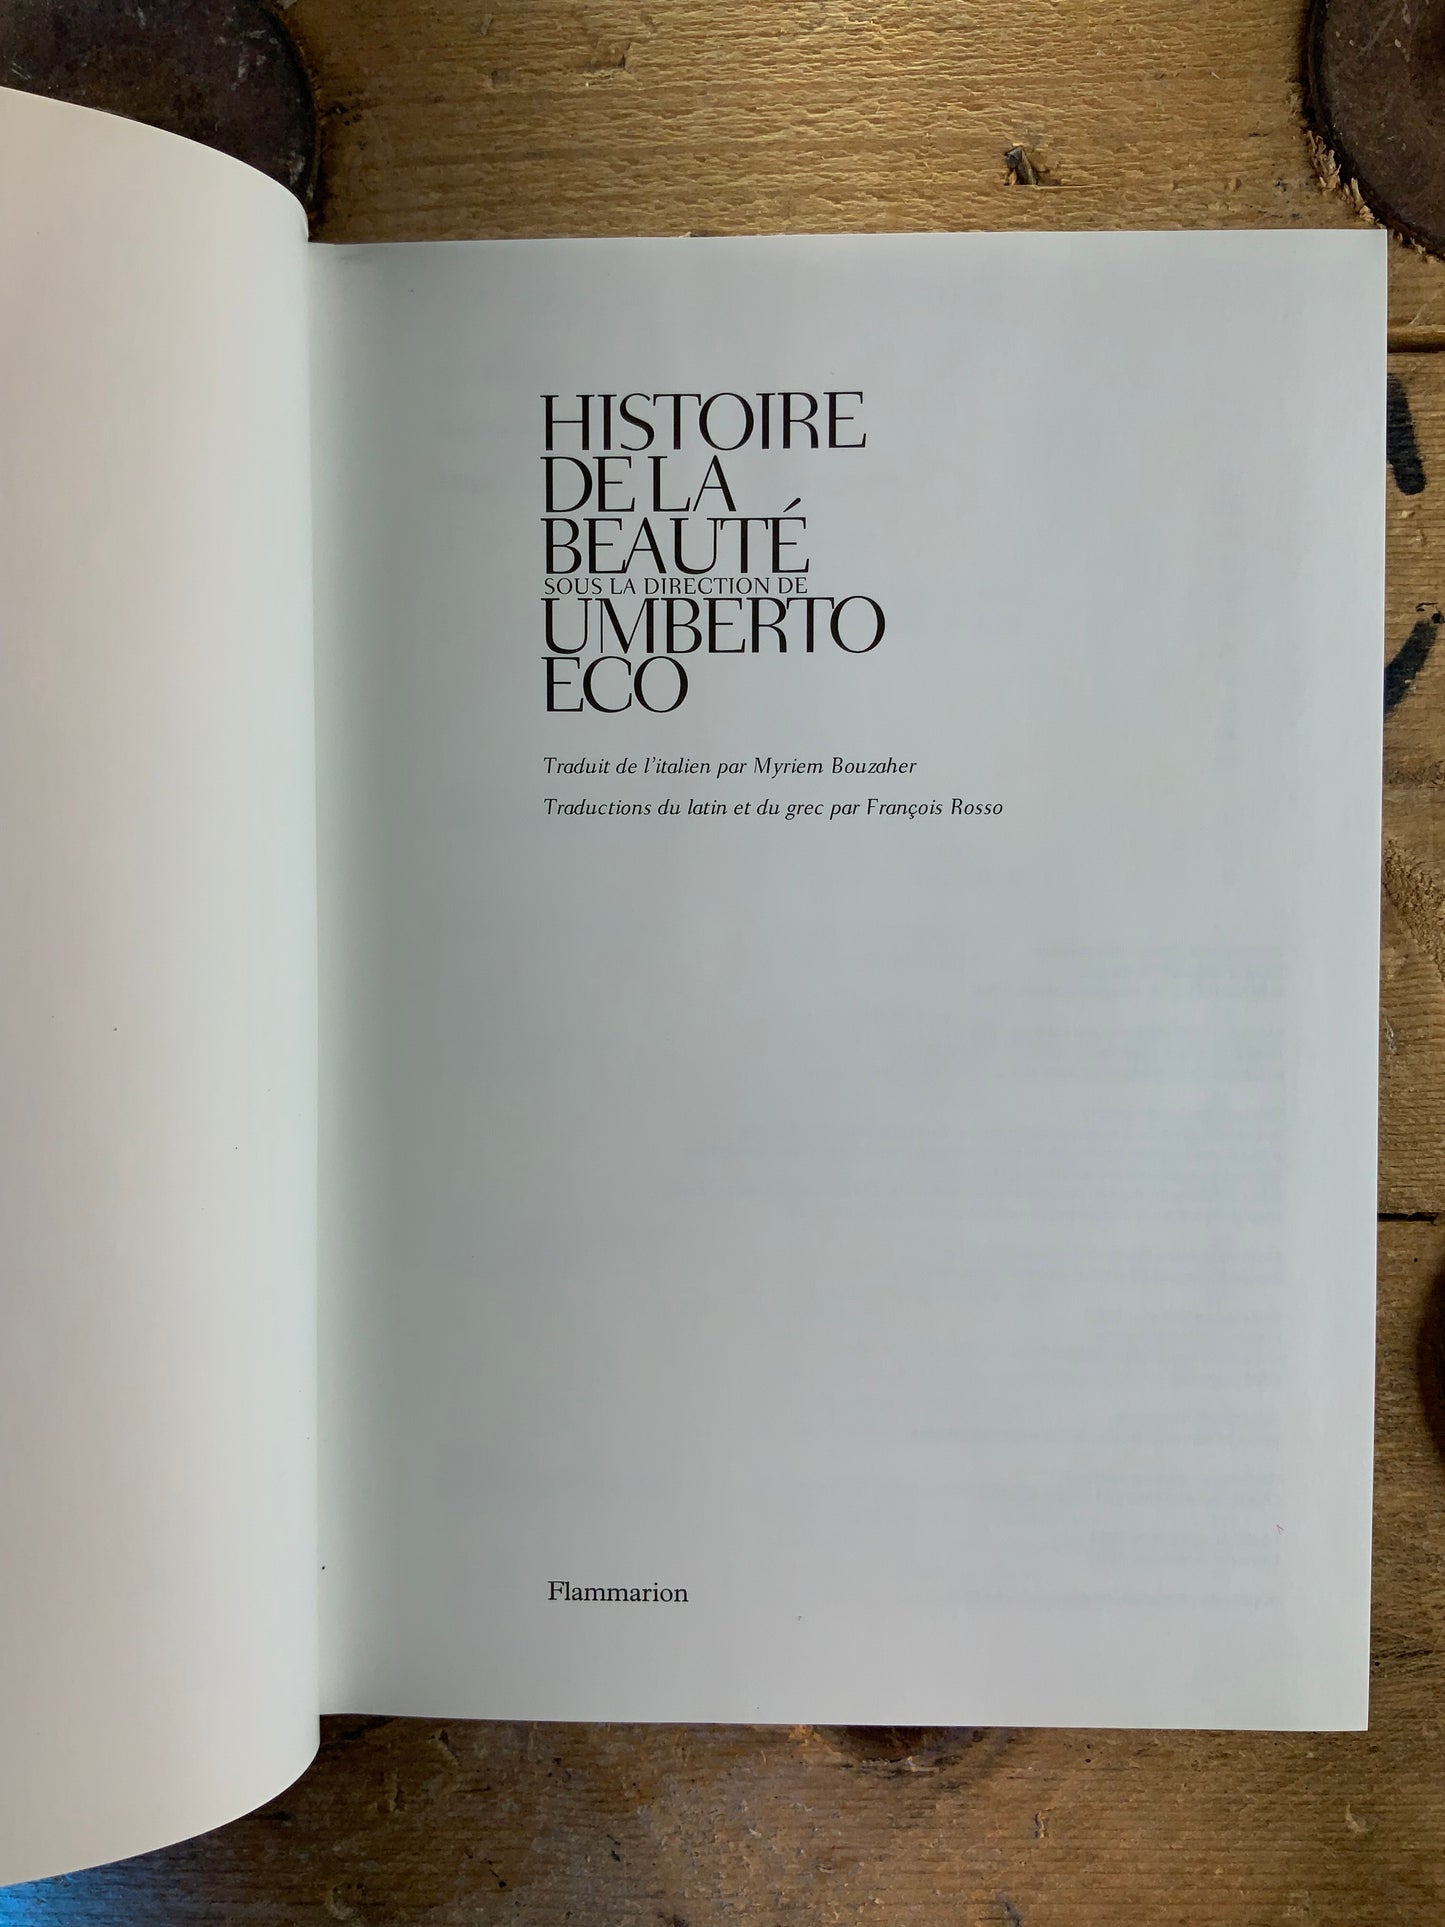 HISTOIRE
DE LA
BEAUTÉ
SOUS LA DIRECTION DE
UMBERTO
ECO
Traduit de l'italien par Myriem Bouzaher
Traductions du latin et du grec par François Rosso
Flammarion